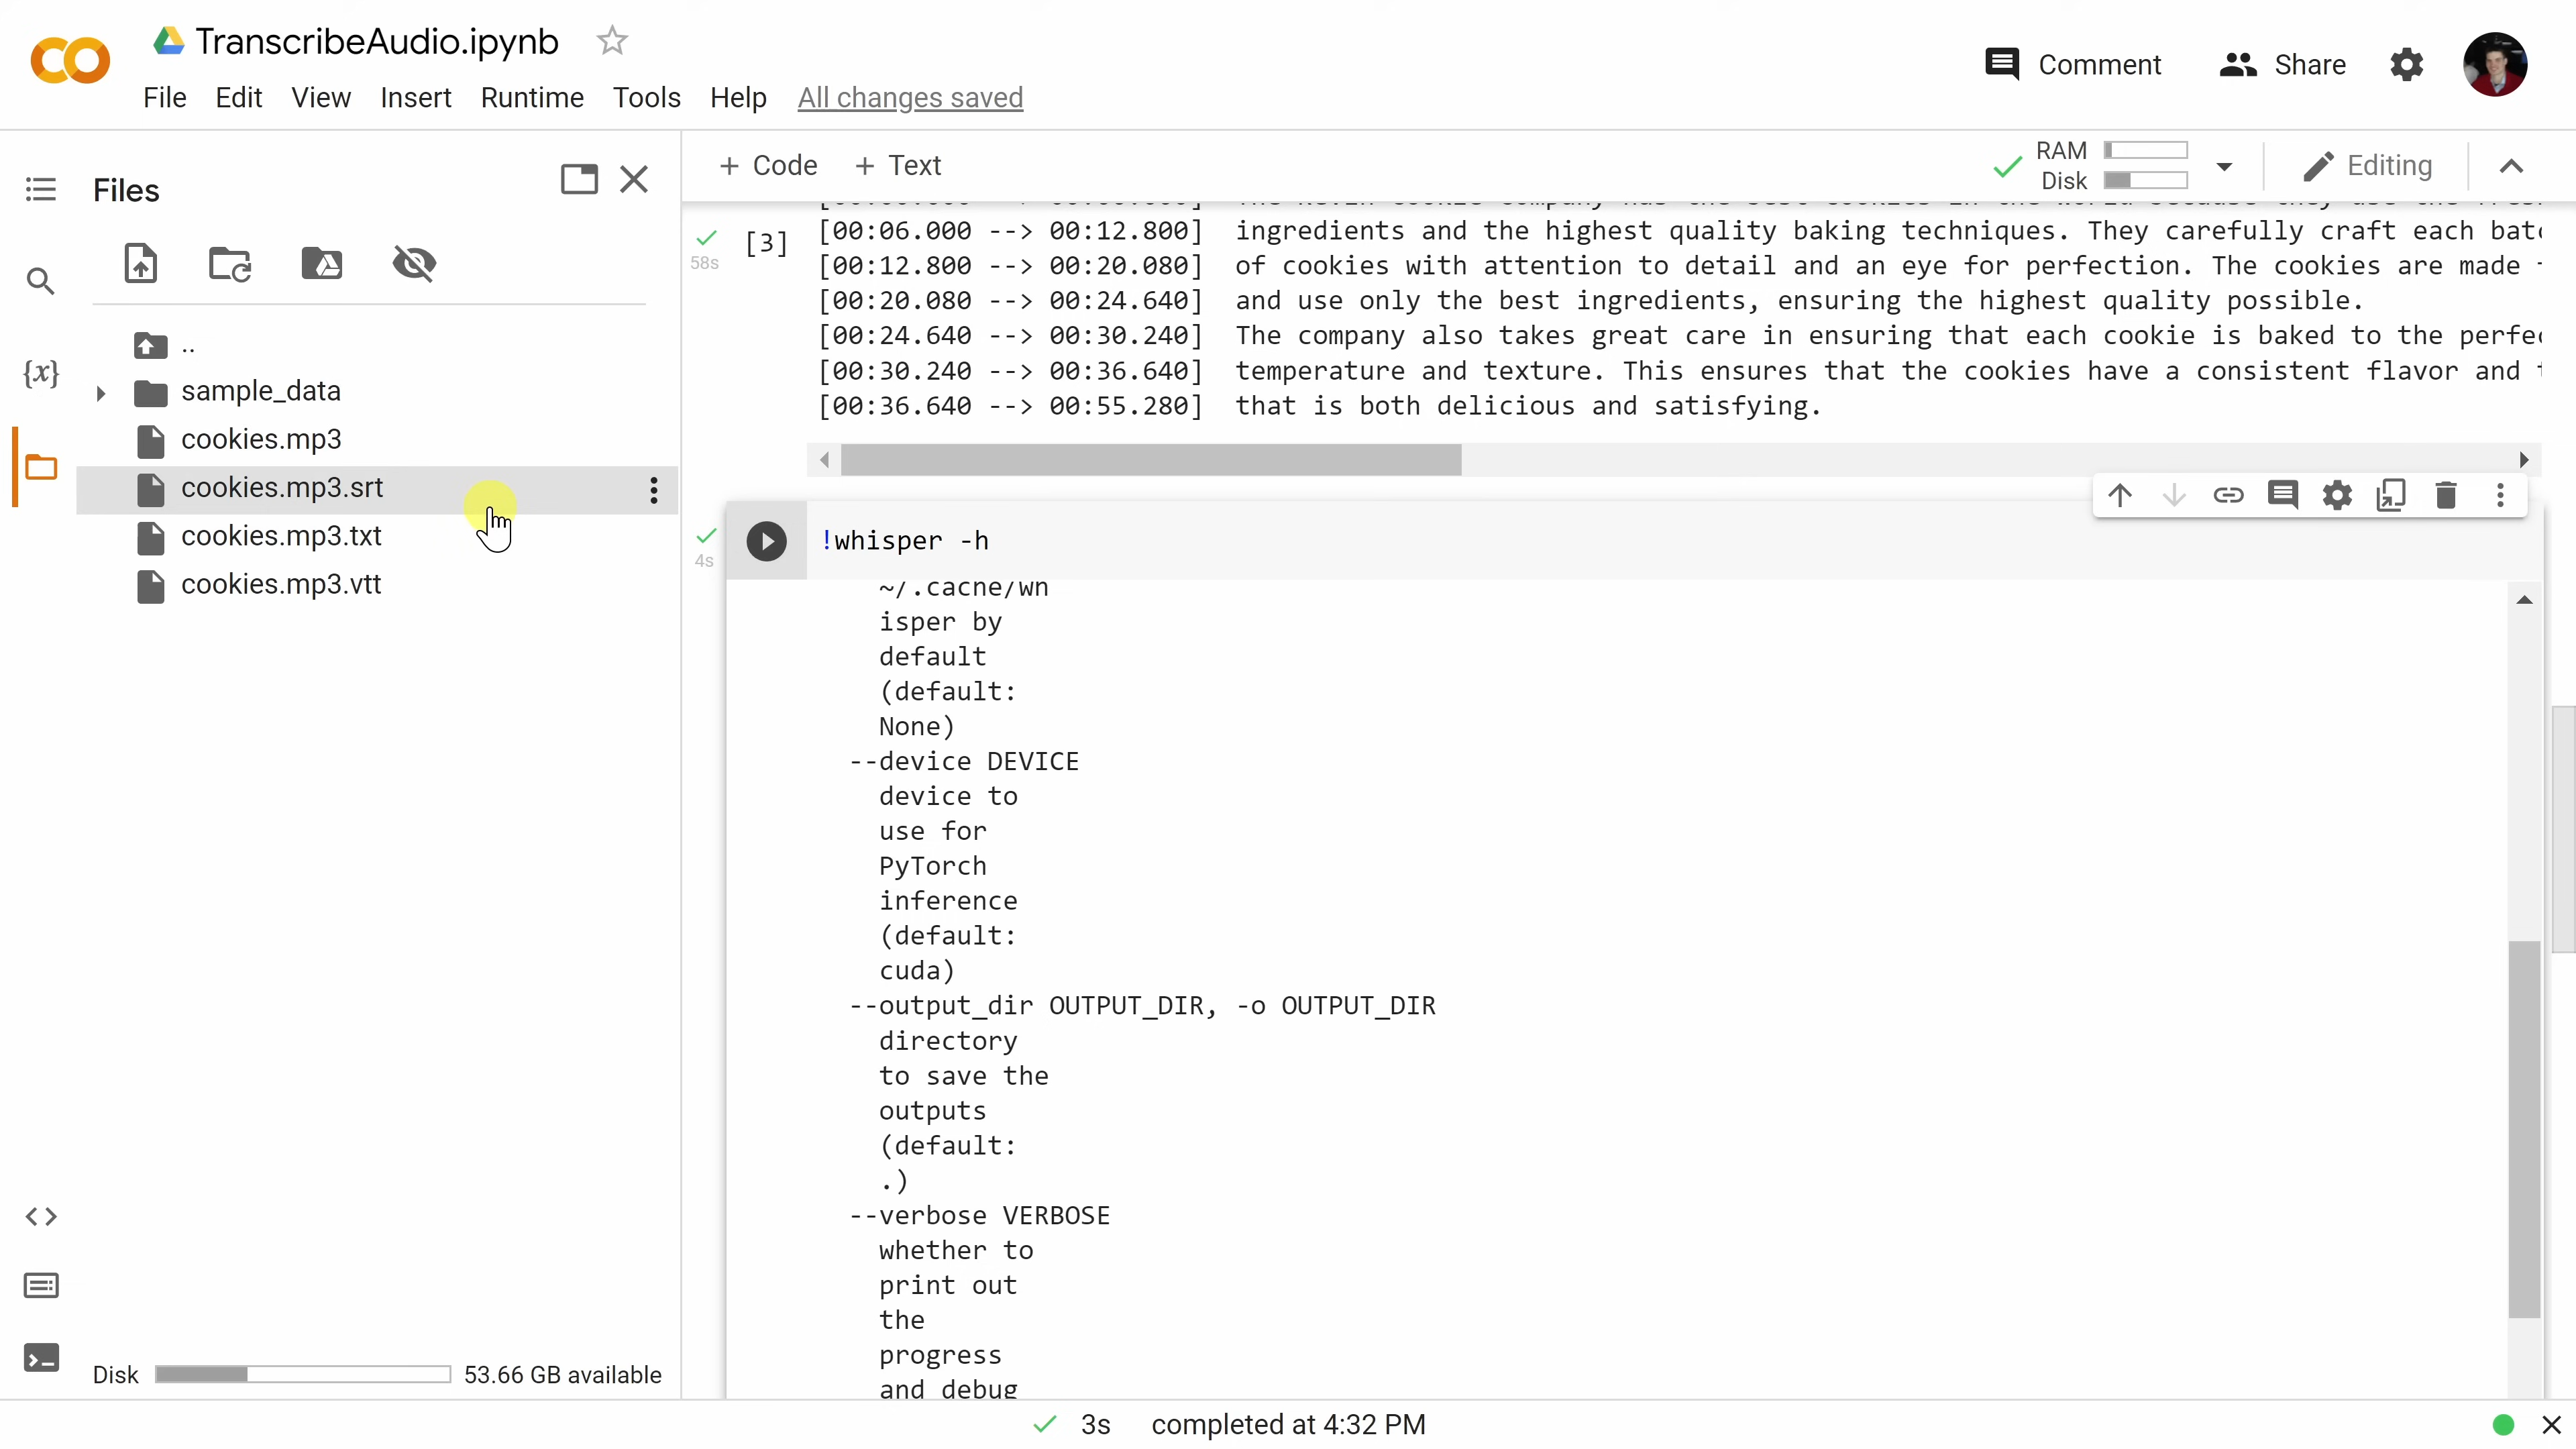 TranscribeAudio.ipynb
File Edit View Insert Runtime Tools Help All changes saved
Comment Share
Files
+ Code + Text
RAM
Disk
Editing
..
sample_data
cookies.mp3
cookies.mp3.srt
cookies.mp3.txt
cookies.mp3.vtt
{x}
Disk 53.66 GB available
58s
[3]
[00:06.000 --> 00:12.800] ingredients and the highest quality baking techniques. They carefully craft each
[00:12.800 --> 00:20.080] of cookies with attention to detail and an eye for perfection. The cookies are made
[00:20.080 --> 00:24.640] and use only the best ingredients, ensuring the highest quality possible.
[00:24.640 --> 00:30.240] The company also takes great care in ensuring that each cookie is baked to the
[00:30.240 --> 00:36.640] temperature and texture. This ensures that the cookies have a consistent flavor and
[00:36.640 --> 00:55.280] that is both delicious and satisfying.
4s
!whisper -h
~/.cache/wh
isper by
default
(default:
None)
--device DEVICE
device to
use for
PyTorch
inference
(default:
cuda)
--output_dir OUTPUT_DIR, -o OUTPUT_DIR
directory
to save the
outputs
(default:
.)
--verbose VERBOSE
whether to
print out
the
progress
and debug
3s completed at 4:32 PM